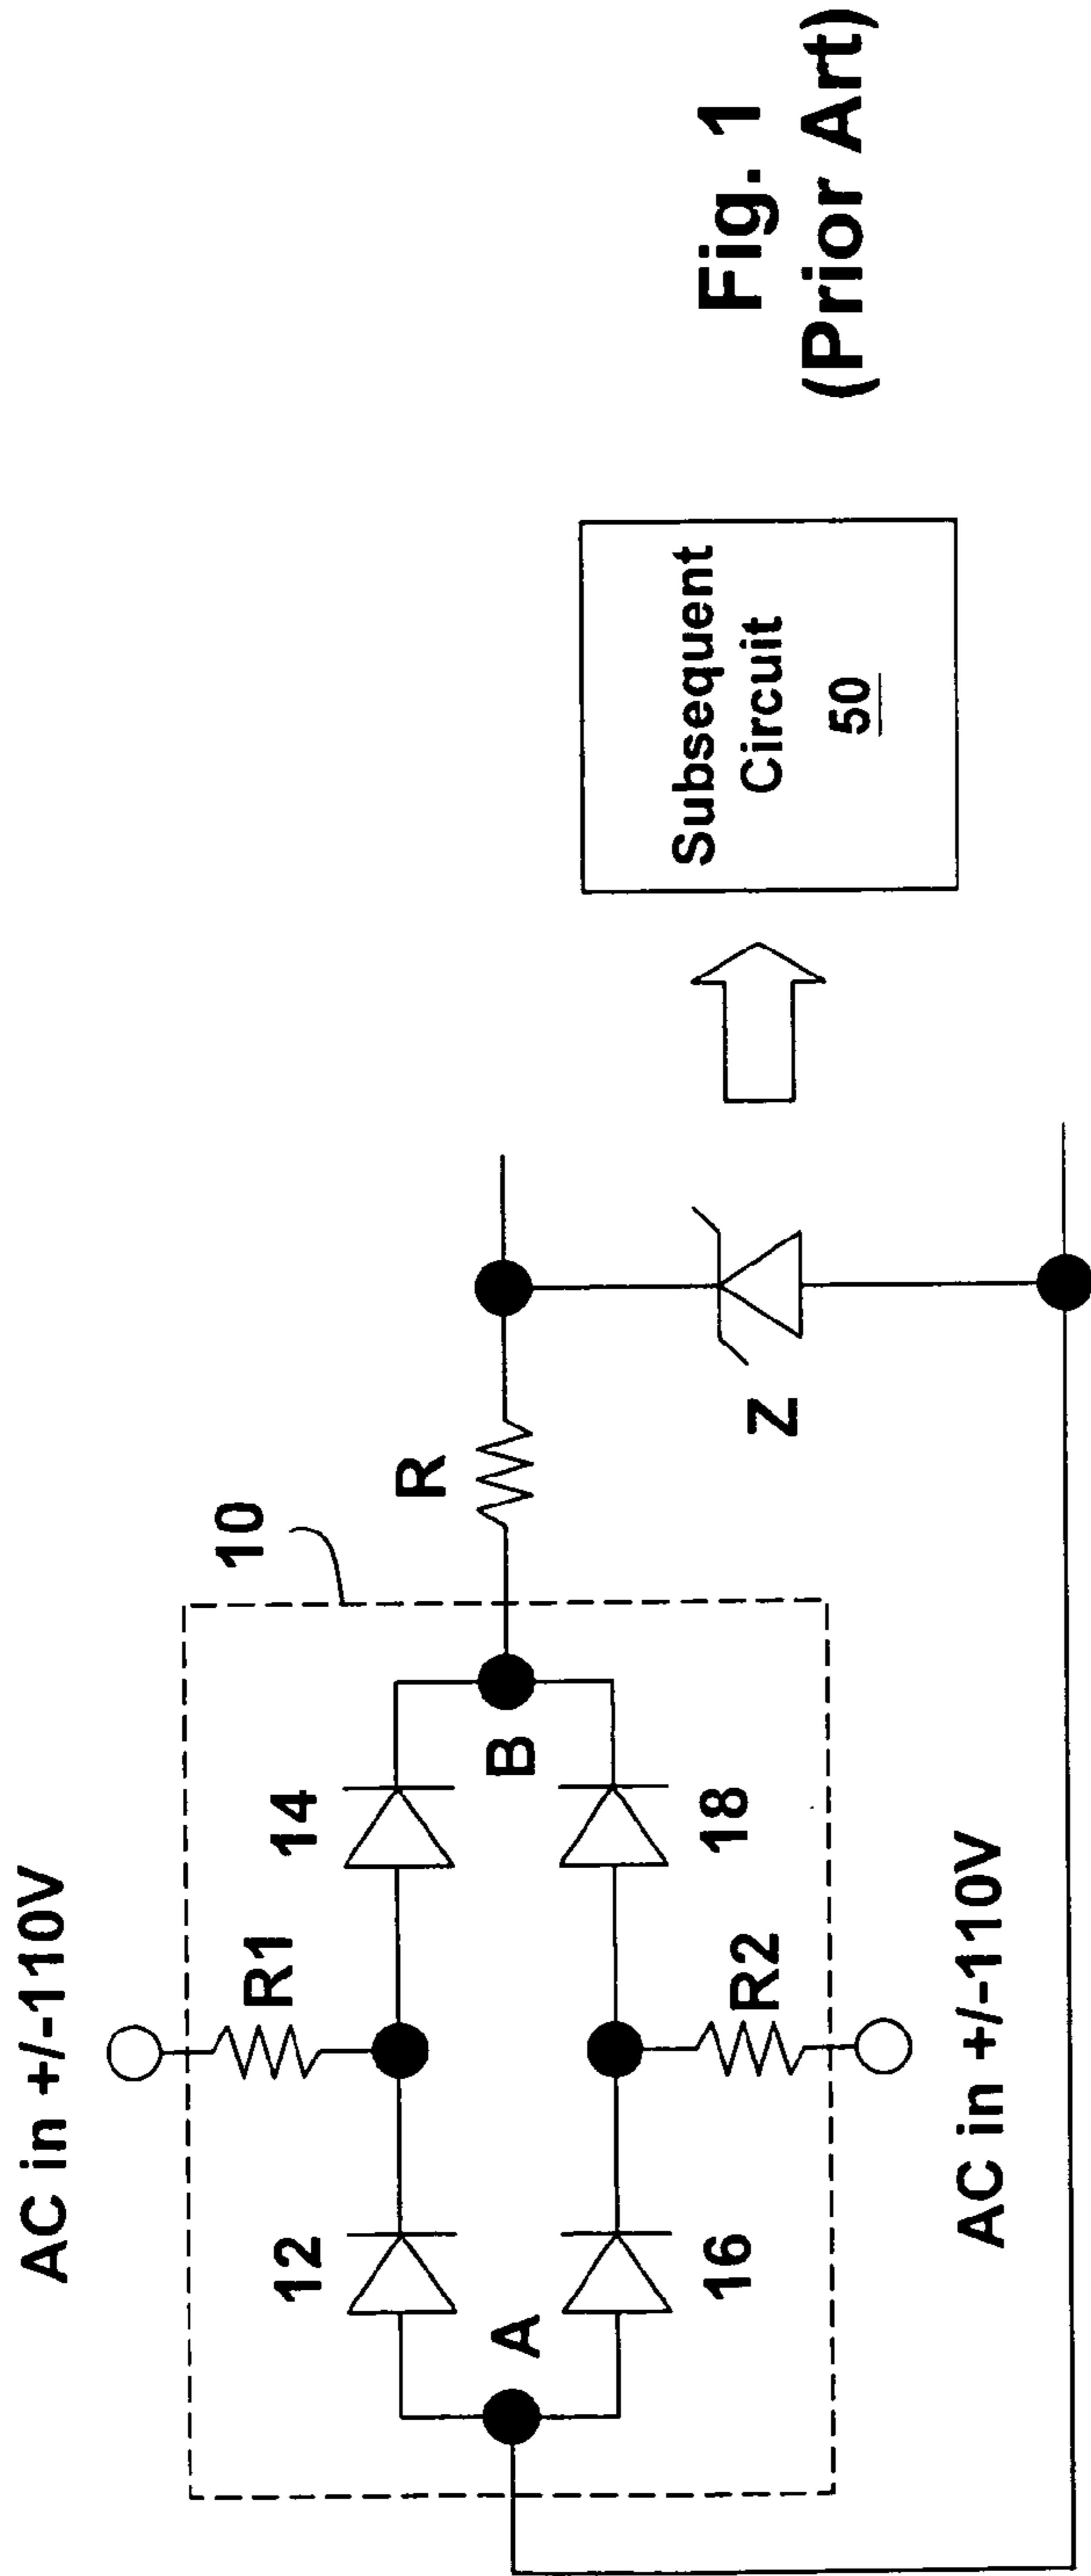 AC in +/-110V
R1
12
14
10
A
B
R
16
18
R2
AC in +/-110V
Z
Subsequent
Circuit
50
Fig. 1
(Prior Art)